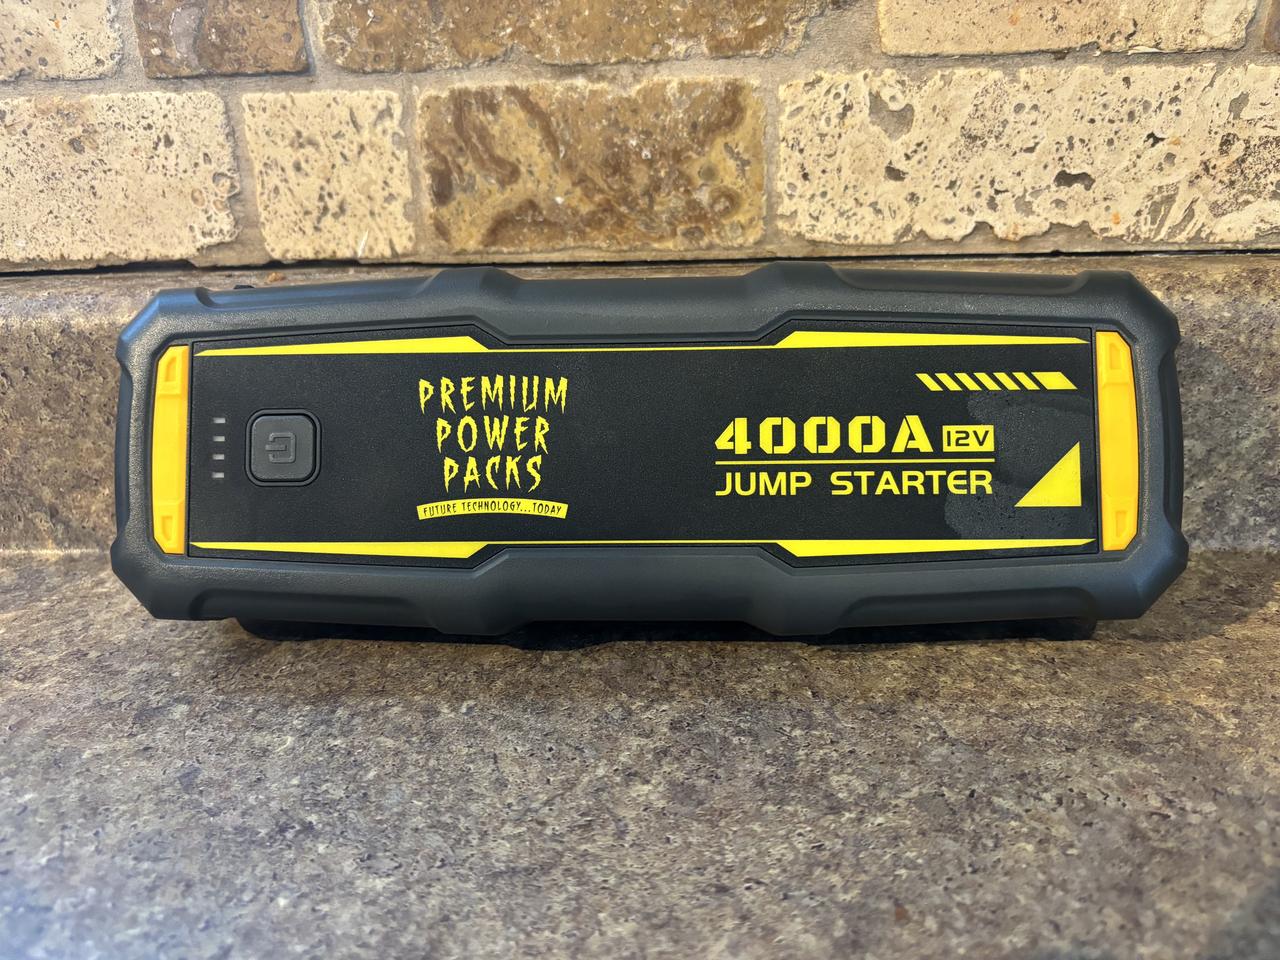 PREMIUM
POWER
PACKS
FUTURE TECHNOLOGY...TODAY
4000A 12V
JUMP STARTER